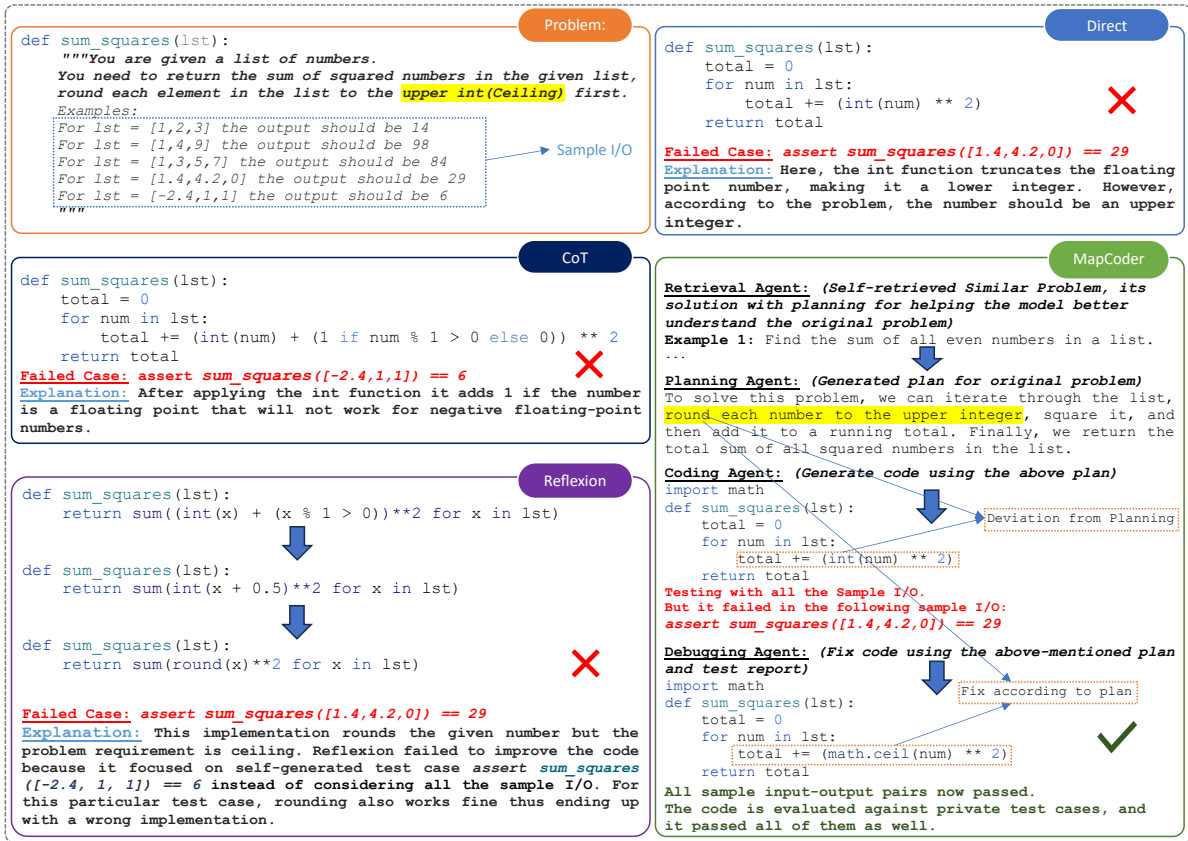 Problem:
def sum_squares(lst):
"""You are given a list of numbers.
You need to return the sum of squared numbers in the given list,
round each element in the list to the upper int(Ceiling) first.
Examples:
For lst = [1,2,3] the output should be 14
For lst = [1,4,9] the output should be 98
For lst = [1,3,5,7] the output should be 84
For lst = [1.4,4.2,0] the output should be 29
For lst = [-2.4,1,1] the output should be 6
"""
Sample I/O
Direct
def sum_squares(lst):
total = 0
for num in lst:
total += (int(num) ** 2)
return total
Failed Case: assert sum_squares([1.4,4.2,0]) == 29
Explanation: Here, the int function truncates the floating
point number, making it a lower integer. However,
according to the problem, the number should be an upper
integer.
CoT
def sum_squares(lst):
total = 0
for num in lst:
total += (int(num) + (1 if num % 1 > 0 else 0)) ** 2
return total
Failed Case: assert sum_squares([-2.4,1,1]) == 6
Explanation: After applying the int function it adds 1 if the number
is a floating point that will not work for negative floating-point
numbers.
Reflexion
def sum_squares(lst):
return sum((int(x) + (x % 1 > 0))**2 for x in lst)
def sum_squares(lst):
return sum(int(x + 0.5)**2 for x in lst)
def sum_squares(lst):
return sum(round(x)**2 for x in lst)
Failed Case: assert sum_squares([1.4,4.2,0]) == 29
Explanation: This implementation rounds the given number but the
problem requirement is ceiling. Reflexion failed to improve the code
because it focused on self-generated test case assert sum_squares
([-2.4, 1, 1]) == 6 instead of considering all the sample I/O. For
this particular test case, rounding also works fine thus ending up
with a wrong implementation.
MapCoder
Retrieval Agent: (Self-retrieved Similar Problem, its
solution with planning for helping the model better
understand the original problem)
Example 1: Find the sum of all even numbers in a list.
...
Planning Agent: (Generated plan for original problem)
To solve this problem, we can iterate through the list,
round each number to the upper integer, square it, and
then add it to a running total. Finally, we return the
total sum of all squared numbers in the list.
Coding Agent: (Generate code using the above plan)
import math
def sum_squares(lst):
total = 0
for num in lst:
total += (int(num) ** 2)
return total
Deviation from Planning
Testing with all the Sample I/O.
But it failed in the following sample I/O:
assert sum_squares([1.4,4.2,0]) == 29
Debugging Agent: (Fix code using the above-mentioned plan
and test report)
import math
def sum_squares(lst):
total = 0
for num in lst:
total += (math.ceil(num) ** 2)
return total
Fix according to plan
All sample input-output pairs now passed.
The code is evaluated against private test cases, and
it passed all of them as well.